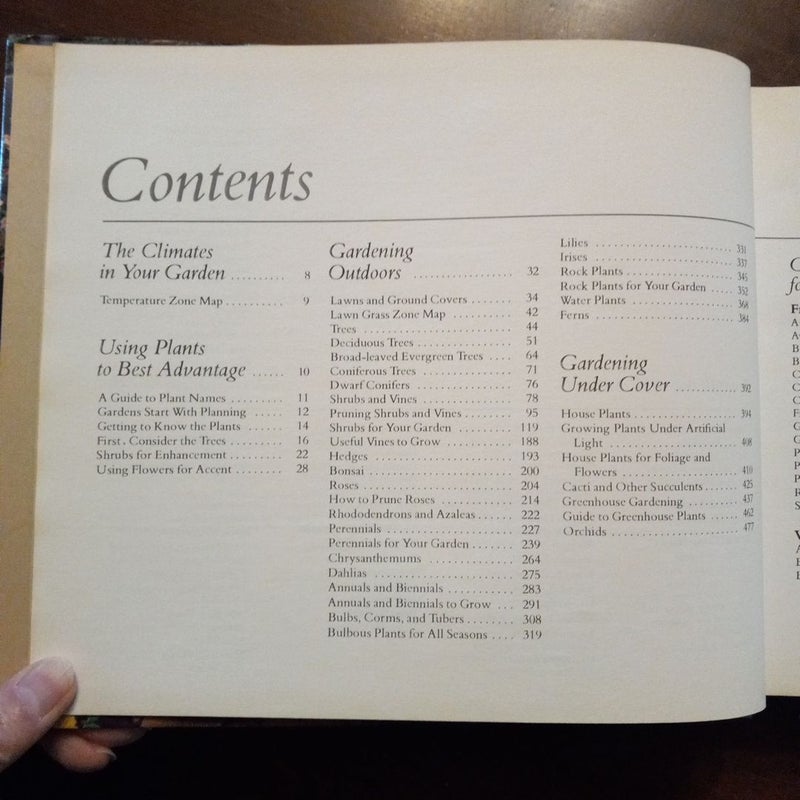 Contents
The Climates
in Your Garden .......... 8
Temperature Zone Map .......... 9
Using Plants
to Best Advantage ...... 10
A Guide to Plant Names ......... 11
Gardens Start With Planning ..... 12
Getting to Know the Plants ..... 14
First, Consider the Trees ........ 16
Shrubs for Enhancement ........ 22
Using Flowers for Accent ........ 28
Gardening
Outdoors ............... 32
Lawns and Ground Covers ....... 34
Lawn Grass Zone Map ......... 42
Trees ..................... 44
Deciduous Trees .............. 51
Broad-leaved Evergreen Trees .... 64
Coniferous Trees ............. 71
Dwarf Conifers .............. 76
Shrubs and Vines ............. 78
Pruning Shrubs and Vines ........ 95
Shrubs for Your Garden ........ 119
Useful Vines to Grow .......... 188
Hedges .................... 193
Bonsai .................... 200
Roses ..................... 204
How to Prune Roses .......... 214
Rhododendrons and Azaleas ...... 222
Perennials .................. 227
Perennials for Your Garden ....... 239
Chrysanthemums ............ 264
Dahlias ................... 275
Annuals and Biennials ......... 283
Annuals and Biennials to Grow ... 291
Bulbs, Corms, and Tubers ........ 308
Bulbous Plants for All Seasons .... 319
Lilies .................... 331
Irises .................... 337
Rock Plants ................ 345
Rock Plants for Your Garden .... 352
Water Plants ............... 368
Ferns .................... 384
Gardening
Under Cover ............ 392
House Plants ................ 394
Growing Plants Under Artificial
Light .................... 408
House Plants for Foliage and
Flowers .................. 410
Cacti and Other Succulents ....... 425
Greenhouse Gardening ........ 437
Guide to Greenhouse Plants ...... 462
Orchids ................... 477